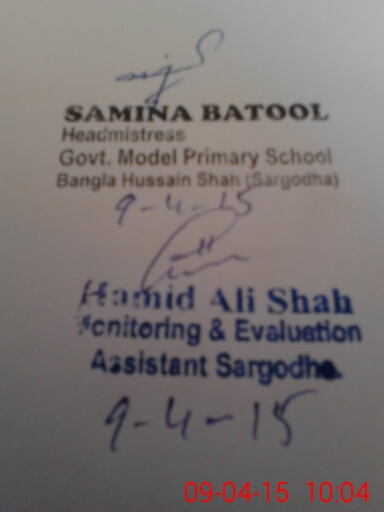 SAMINA BATOOL
Headmistress
Govt. Model Primary School
Bangla Hussain Shah (Sargodha)
9-4-15
Hamid Ali Shah
Monitoring & Evaluation
Assistant Sargodha.
9-4-15
09-04-15 10:04